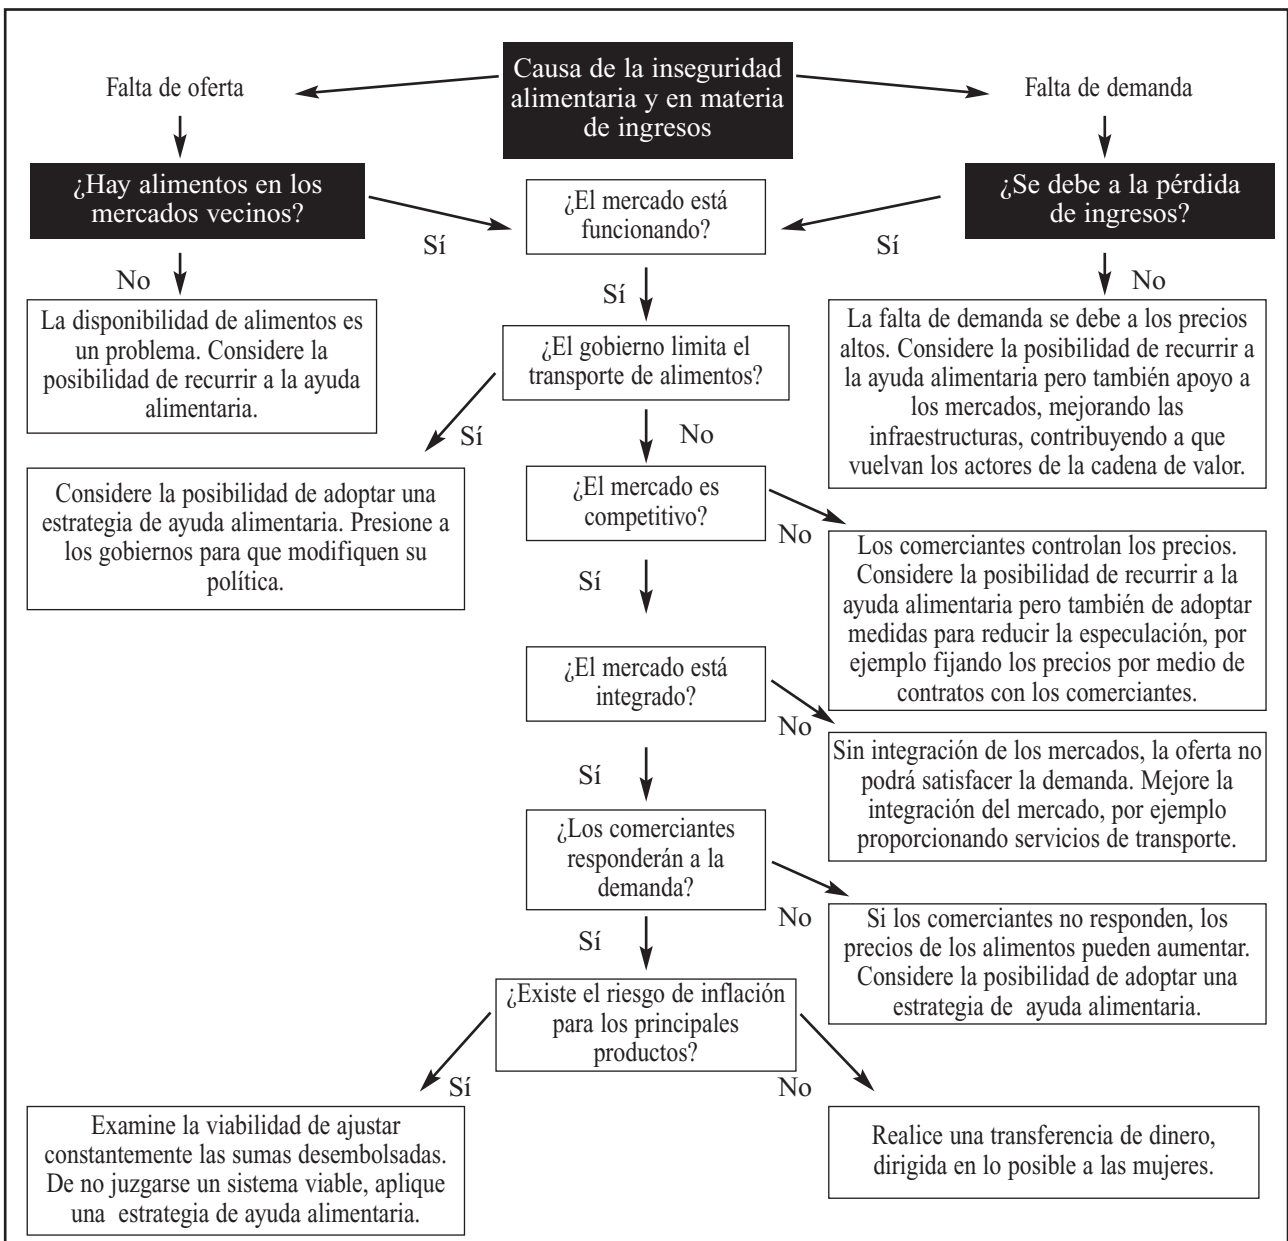 Causa de la inseguridad
alimentaria y en materia
de ingresos
Falta de oferta
Falta de demanda
¿Hay alimentos en los
mercados vecinos?
¿El mercado está
funcionando?
¿Se debe a la pérdida
de ingresos?
Sí
Sí
No
Sí
No
La disponibilidad de alimentos es
un problema. Considere la
posibilidad de recurrir a la ayuda
alimentaria.
¿El gobierno limita el
transporte de alimentos?
La falta de demanda se debe a los precios
altos. Considere la posibilidad de recurrir a
la ayuda alimentaria pero también apoyo a
los mercados, mejorando las
infraestructuras, contribuyendo a que
vuelvan los actores de la cadena de valor.
Sí
No
Considere la posibilidad de adoptar una
estrategia de ayuda alimentaria. Presione a
los gobiernos para que modifiquen su
política.
¿El mercado es
competitivo?
No
Sí
Los comerciantes controlan los precios.
Considere la posibilidad de recurrir a la
ayuda alimentaria pero también de adoptar
medidas para reducir la especulación, por
ejemplo fijando los precios por medio de
contratos con los comerciantes.
¿El mercado está
integrado?
No
Sí
Sin integración de los mercados, la oferta no
podrá satisfacer la demanda. Mejore la
integración del mercado, por ejemplo
proporcionando servicios de transporte.
¿Los comerciantes
responderán a la
demanda?
No
Sí
Si los comerciantes no responden, los
precios de los alimentos pueden aumentar.
Considere la posibilidad de adoptar una
estrategia de ayuda alimentaria.
¿Existe el riesgo de inflación
para los principales
productos?
Sí
No
Examine la viabilidad de ajustar
constantemente las sumas desembolsadas.
De no juzgarse un sistema viable, aplique
una estrategia de ayuda alimentaria.
Realice una transferencia de dinero,
dirigida en lo posible a las mujeres.